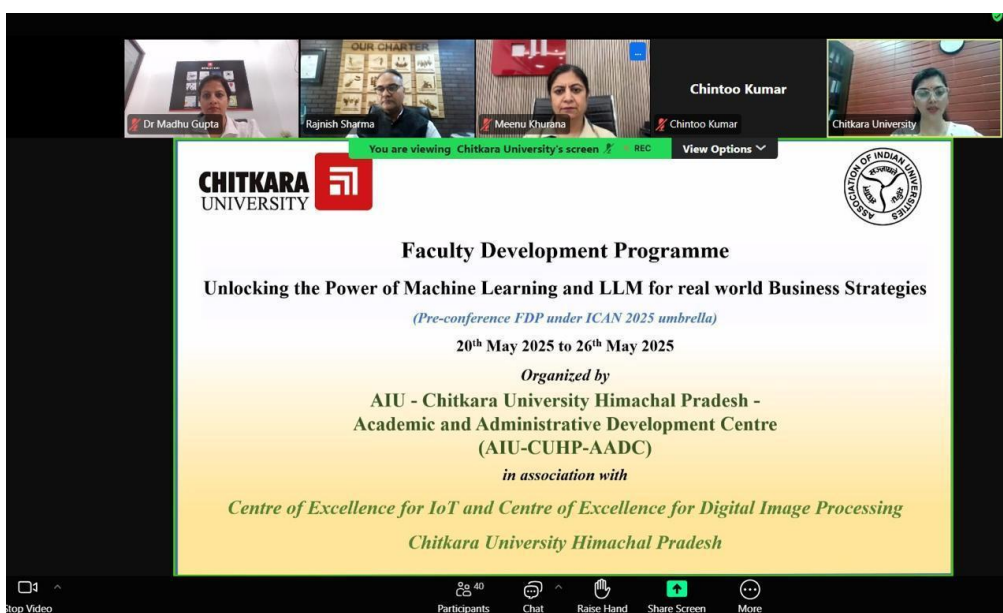 OUR CHARTER
Dr Madhu Gupta
Rajnish Sharma
Meenu Khurana
Chintoo Kumar
Chintoo Kumar
Chitkara University
You are viewing Chitkara University's screen
REC
View Options
CHITKARA
UNIVERSITY
ASSOCIATION OF INDIAN UNIVERSITIES
Faculty Development Programme
Unlocking the Power of Machine Learning and LLM for real world Business Strategies
(Pre-conference FDP under ICAN 2025 umbrella)
20th May 2025 to 26th May 2025
Organized by
AIU - Chitkara University Himachal Pradesh -
Academic and Administrative Development Centre
(AIU-CUHP-AADC)
in association with
Centre of Excellence for IoT and Centre of Excellence for Digital Image Processing
Chitkara University Himachal Pradesh
Stop Video
40
Participants
Chat
Raise Hand
Share Screen
More